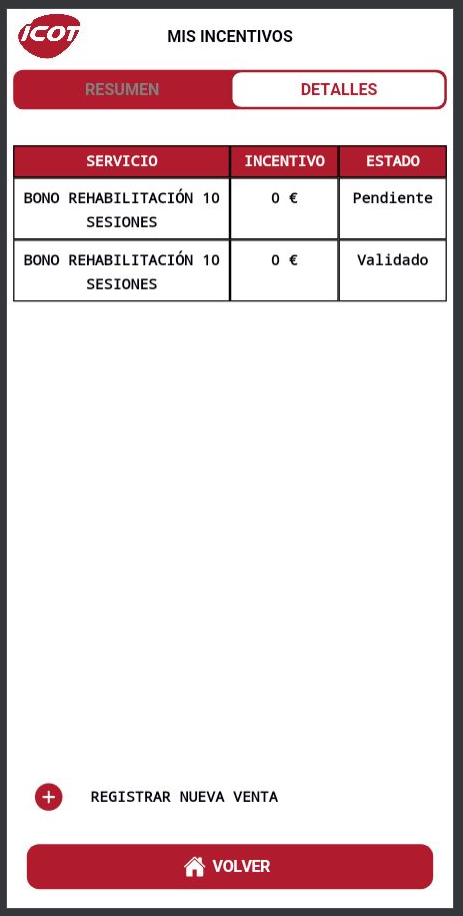 iCOT
MIS INCENTIVOS
RESUMEN
DETALLES
SERVICIO INCENTIVO ESTADO
BONO REHABILITACIÓN 10 0 € Pendiente
SESIONES
BONO REHABILITACIÓN 10 0 € Validado
SESIONES
REGISTRAR NUEVA VENTA
VOLVER